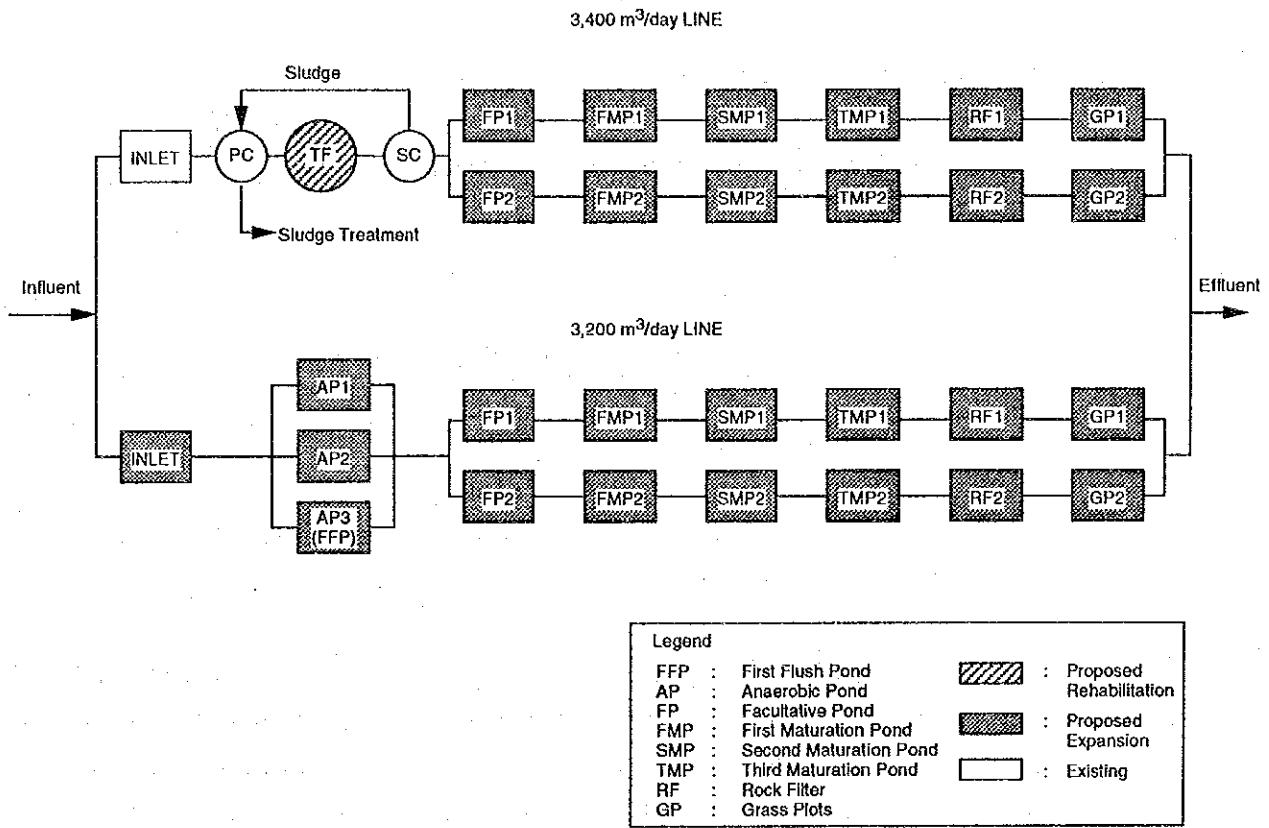 3,400 m³/day LINE
Sludge
INLET
PC
TF
SC
FP1
FMP1
SMP1
TMP1
RF1
GP1
FP2
FMP2
SMP2
TMP2
RF2
GP2
Sludge Treatment
Influent
Effluent
3,200 m³/day LINE
INLET
AP1
AP2
AP3
(FFP)
FP1
FMP1
SMP1
TMP1
RF1
GP1
FP2
FMP2
SMP2
TMP2
RF2
GP2
Legend
FFP : First Flush Pond
AP : Anaerobic Pond
FP : Facultative Pond
FMP : First Maturation Pond
SMP : Second Maturation Pond
TMP : Third Maturation Pond
RF : Rock Filter
GP : Grass Plots
: Proposed
Rehabilitation
: Proposed
Expansion
: Existing